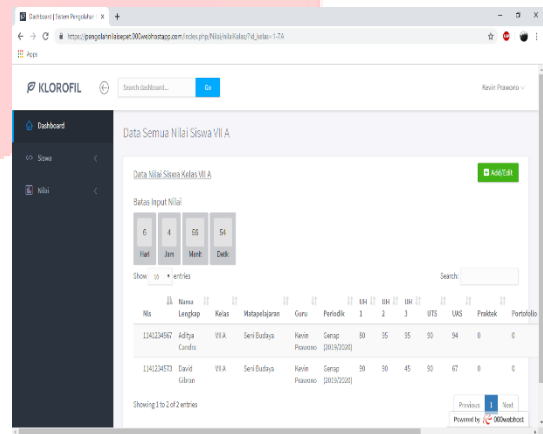 Dashboard | Sistem Pengolahan
https://pengolahnilaisepat.000webhostapp.com/index.php/Nilai/nilaiKelas/?id_kelas=1-7A
Apps
KLOROFIL
Search dashboard...
Go
Kevin Prawono
Dashboard
Siswa
Nilai
Data Semua Nilai Siswa VII A
Data Nilai Siswa Kelas VII A
Add/Edit
Batas Input Nilai
6 4 54
Hari Jam Menit Detik
Show 10 entries
Search:
Nis Nama Lengkap Kelas Matapelajaran Guru Periodik UH 1 UH 2 UH 3 UTS UAS Praktek Portofolio
1141234567 Aditya Candra VII A Seni Budaya Kevin Prawono Genap (2019/2020) 80 95 95 90 94 0 0
1141234573 David Gibran VII A Seni Budaya Kevin Prawono Genap (2019/2020) 90 90 45 90 67 0 0
Showing 1 to 2 of 2 entries
Previous 1 Next
Powered by 000webhost